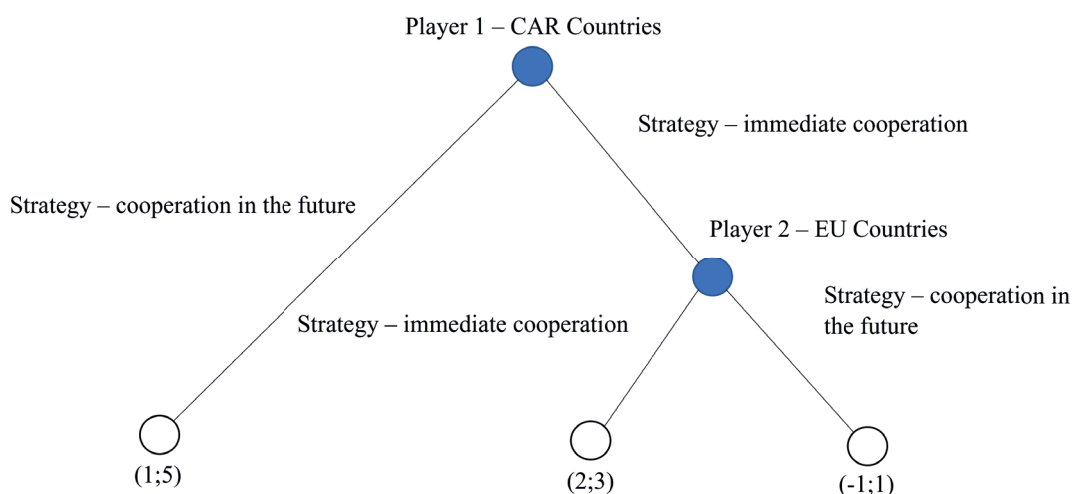 Player 1 – CAR Countries
Strategy – immediate cooperation
Strategy – cooperation in the future
Player 2 – EU Countries
Strategy – cooperation in
the future
Strategy – immediate cooperation
(1;5)
(2;3)
(-1;1)